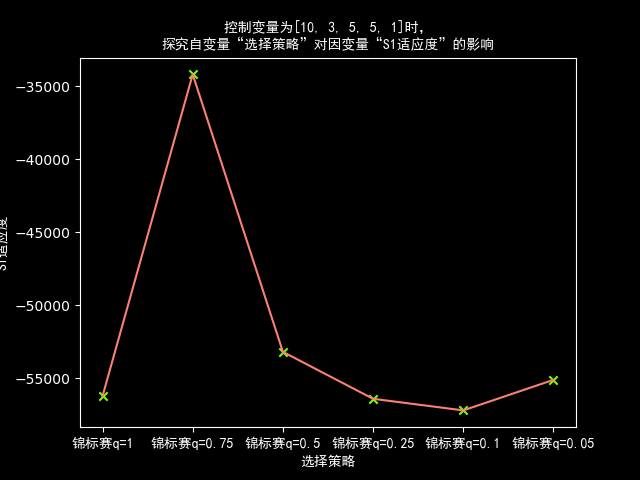 控制变量为[10, 3, 5, 5, 1]时，
探究自变量“选择策略”对因变量“S1适应度”的影响
−35000
−40000
−45000
−50000
−55000
S1适应度
锦标赛q=1 锦标赛q=0.75 锦标赛q=0.5 锦标赛q=0.25 锦标赛q=0.1 锦标赛q=0.05
选择策略